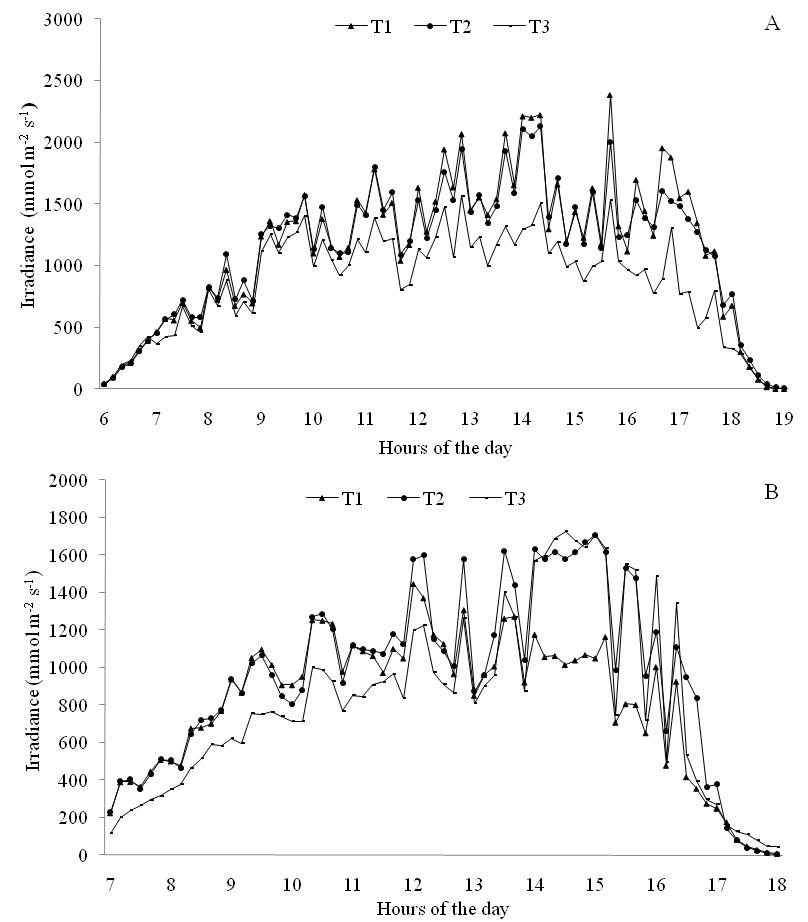 A
T1 T2 T3
3000
2500
2000
1500
1000
500
0
Irradiance (mmol m-2 s-1)
6 7 8 9 10 11 12 13 14 15 16 17 18 19
Hours of the day
B
T1 T2 T3
2000
1800
1600
1400
1200
1000
800
600
400
200
0
Irradiance (mmol m-2 s-1)
7 8 9 10 11 12 13 14 15 16 17 18
Hours of the day